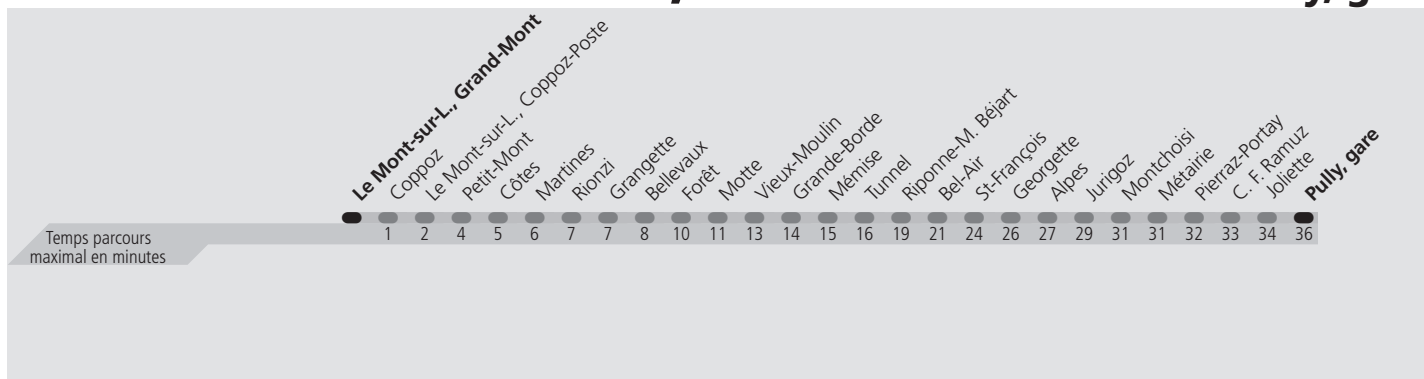 y, g
Le Mont-sur-L., Grand-Mont
Coppoz
Le Mont-sur-L., Coppoz-Poste
Petit-Mont
Côtes
Martines
Rionzi
Grangette
Bellevaux
Forêt
Motte
Vieux-Moulin
Grande-Borde
Mémise
Tunnel
Riponne-M. Béjart
Bel-Air
St-François
Georgette
Alpes
Jurigoz
Montchoisi
Métairie
Pierraz-Portay
C. F. Ramuz
Joliette
Pully, gare
1 2 4 5 6 7 7 8 10 11 13 14 15 16 19 21 24 26 27 29 31 31 32 33 34 36
Temps parcours
maximal en minutes